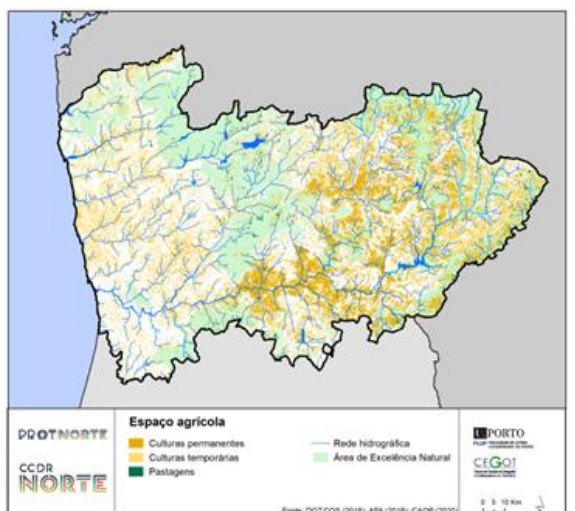 PROTNORTE
CCDR
NORTE
Espaço agrícola
Culturas permanentes
Culturas temporárias
Pastagens
Rede hidrográfica
Área de Excelência Natural
U.PORTO
CEGOT
0 5 10 Km